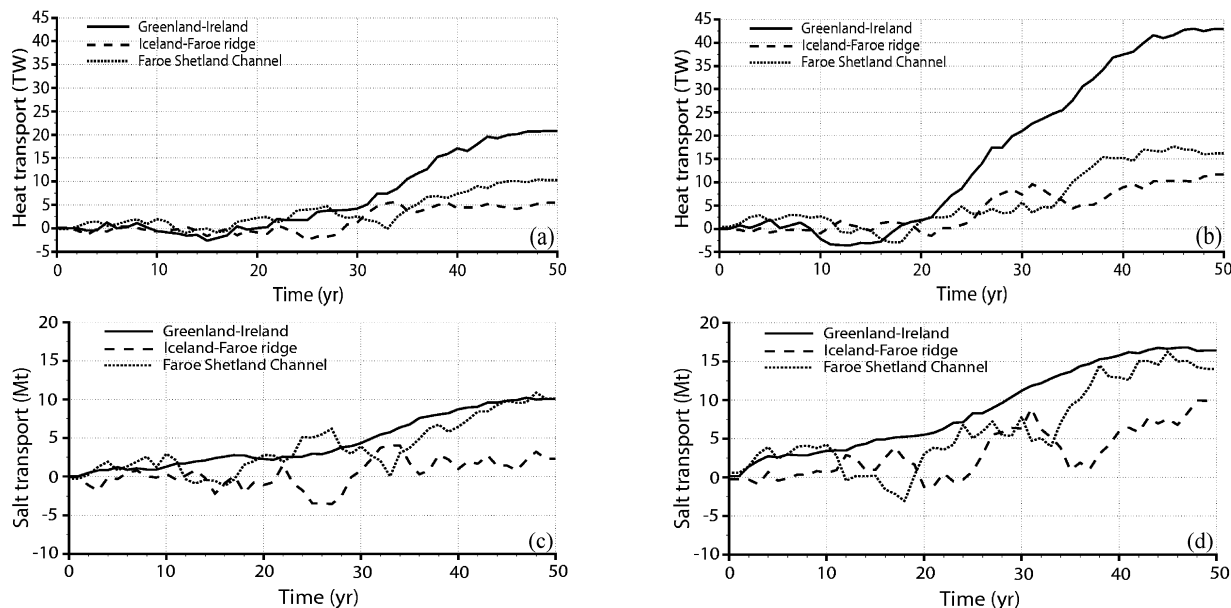 45
40
35
30
25
20
15
10
5
0
-5
Heat transport (TW)
Greenland-Ireland
Iceland-Faroe ridge
Faroe Shetland Channel
(a)
0 10 20 30 40 50
Time (yr)
45
40
35
30
25
20
15
10
5
0
-5
Heat transport (TW)
Greenland-Ireland
Iceland-Faroe ridge
Faroe Shetland Channel
(b)
0 10 20 30 40 50
Time (yr)
20
15
10
5
0
-5
-10
Salt transport (Mt)
Greenland-Ireland
Iceland-Faroe ridge
Faroe Shetland Channel
(c)
0 10 20 30 40 50
Time (yr)
20
15
10
5
0
-5
-10
Salt transport (Mt)
Greenland-Ireland
Iceland-Faroe ridge
Faroe Shetland Channel
(d)
0 10 20 30 40 50
Time (yr)